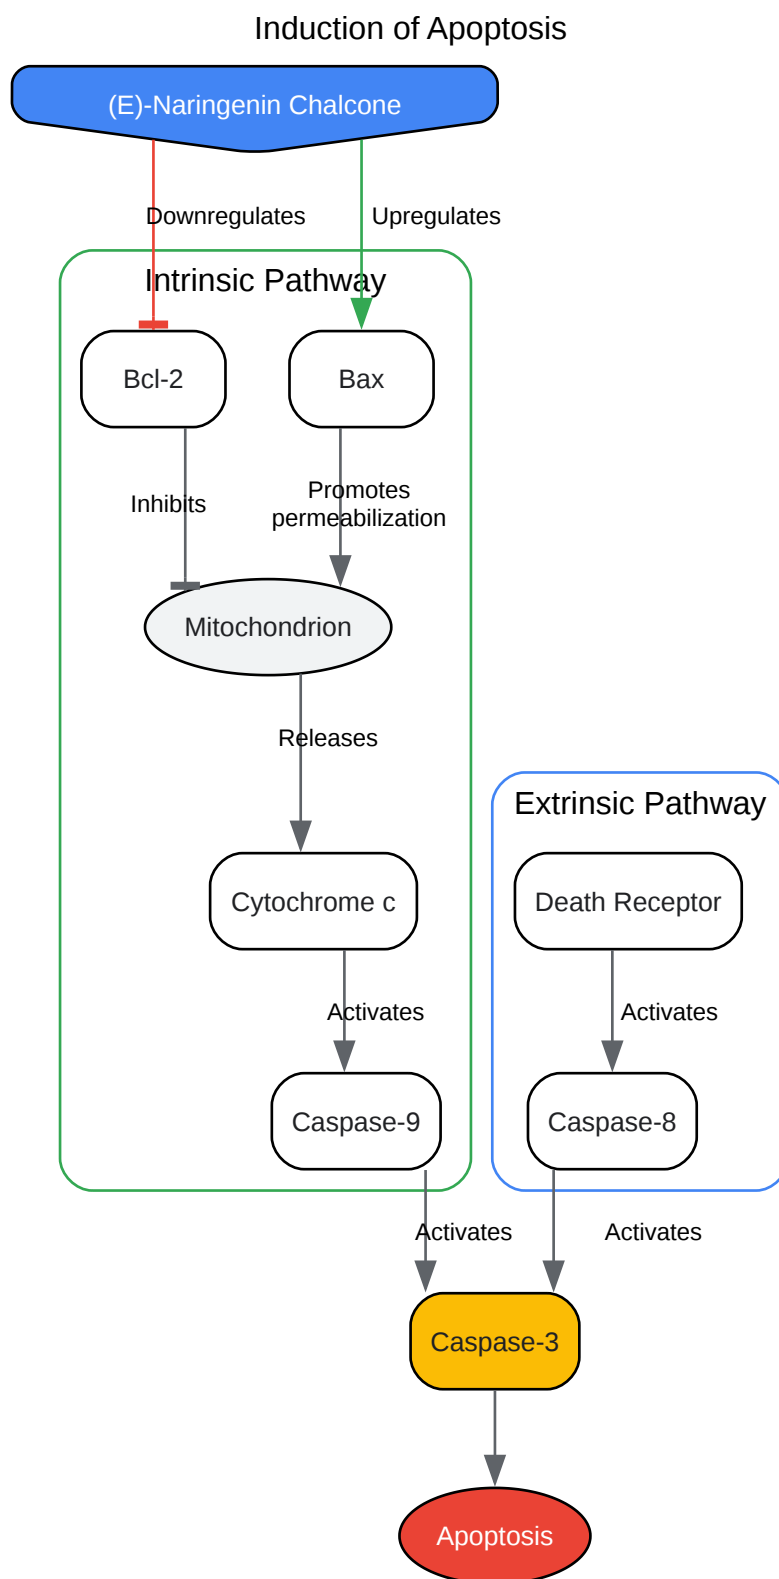 Induction of Apoptosis
(E)-Naringenin Chalcone
Downregulates
Upregulates
Intrinsic Pathway
Bcl-2
Bax
Inhibits
Promotes
permeabilization
Mitochondrion
Releases
Extrinsic Pathway
Cytochrome c
Death Receptor
Activates
Activates
Caspase-9
Caspase-8
Activates
Activates
Caspase-3
Apoptosis